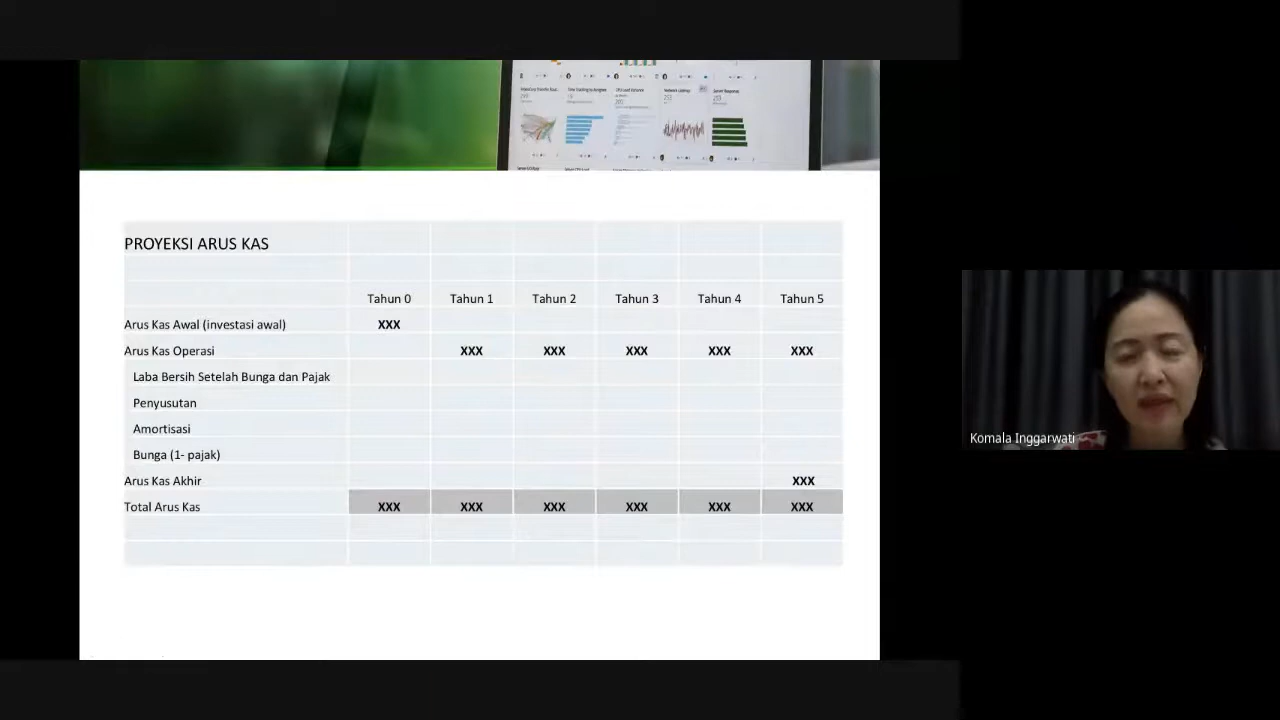 Network Latency
PROYEKSI ARUS KAS
Tahun 0 Tahun 1 Tahun 2 Tahun 3 Tahun 4 Tahun 5
Arus Kas Awal (investasi awal) XXX
Arus Kas Operasi XXX XXX XXX XXX XXX
Laba Bersih Setelah Bunga dan Pajak
Penyusutan
Amortisasi
Bunga (1- pajak)
Arus Kas Akhir XXX
Total Arus Kas XXX XXX XXX XXX XXX XXX
Komala Inggarwati